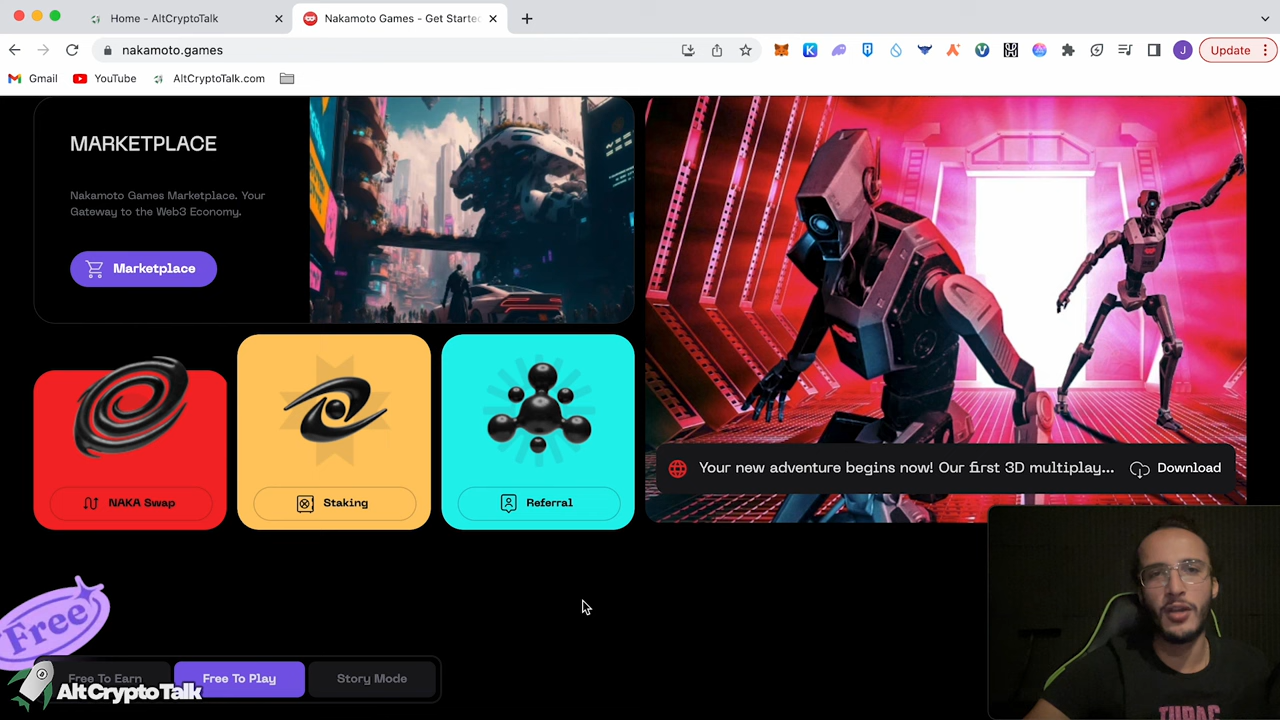 Home - AltCryptoTalk
Nakamoto Games - Get Starte
nakamoto.games
Update
Gmail
YouTube
AltCryptoTalk.com
MARKETPLACE
Nakamoto Games Marketplace. Your
Gateway to the Web3 Economy.
Marketplace
Your new adventure begins now! Our first 3D multiplay...
Download
NAKA Swap
Staking
Referral
Free
Free To Earn
Free To Play
Story Mode
AltCryptoTalk